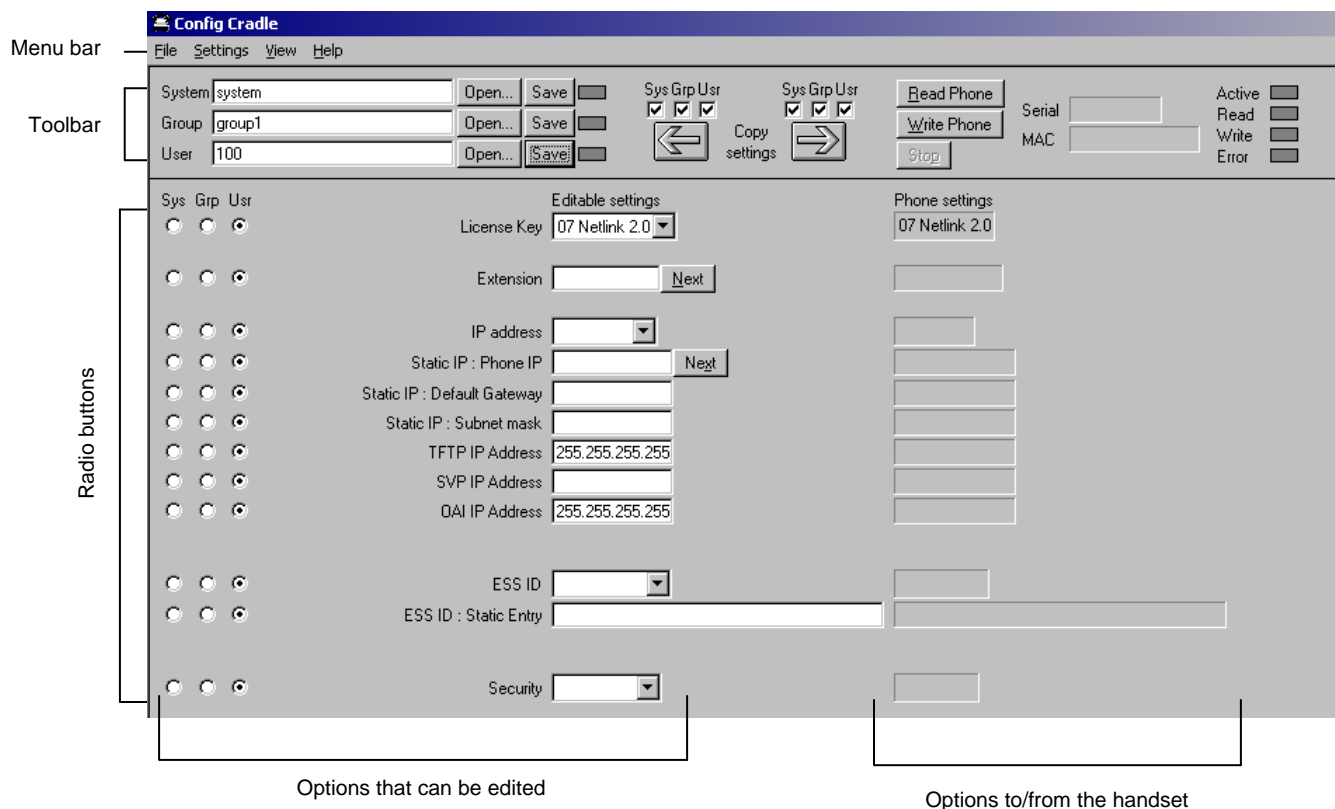 Config Cradle
Menu bar
File Settings View Help
Toolbar
System system Open... Save
Group group1 Open... Save
User 100 Open... Save
Sys Grp Usr
Copy settings
Sys Grp Usr
Read Phone
Write Phone
Stop
Serial
MAC
Active
Read
Write
Error
Radio buttons
Sys Grp Usr Editable settings Phone settings
License Key 07 Netlink 2.0 07 Netlink 2.0
Extension Next
IP address
Static IP : Phone IP Next
Static IP : Default Gateway
Static IP : Subnet mask
TFTP IP Address 255.255.255.255
SVP IP Address
OAI IP Address 255.255.255.255
ESS ID
ESS ID : Static Entry
Security
Options that can be edited
Options to/from the handset